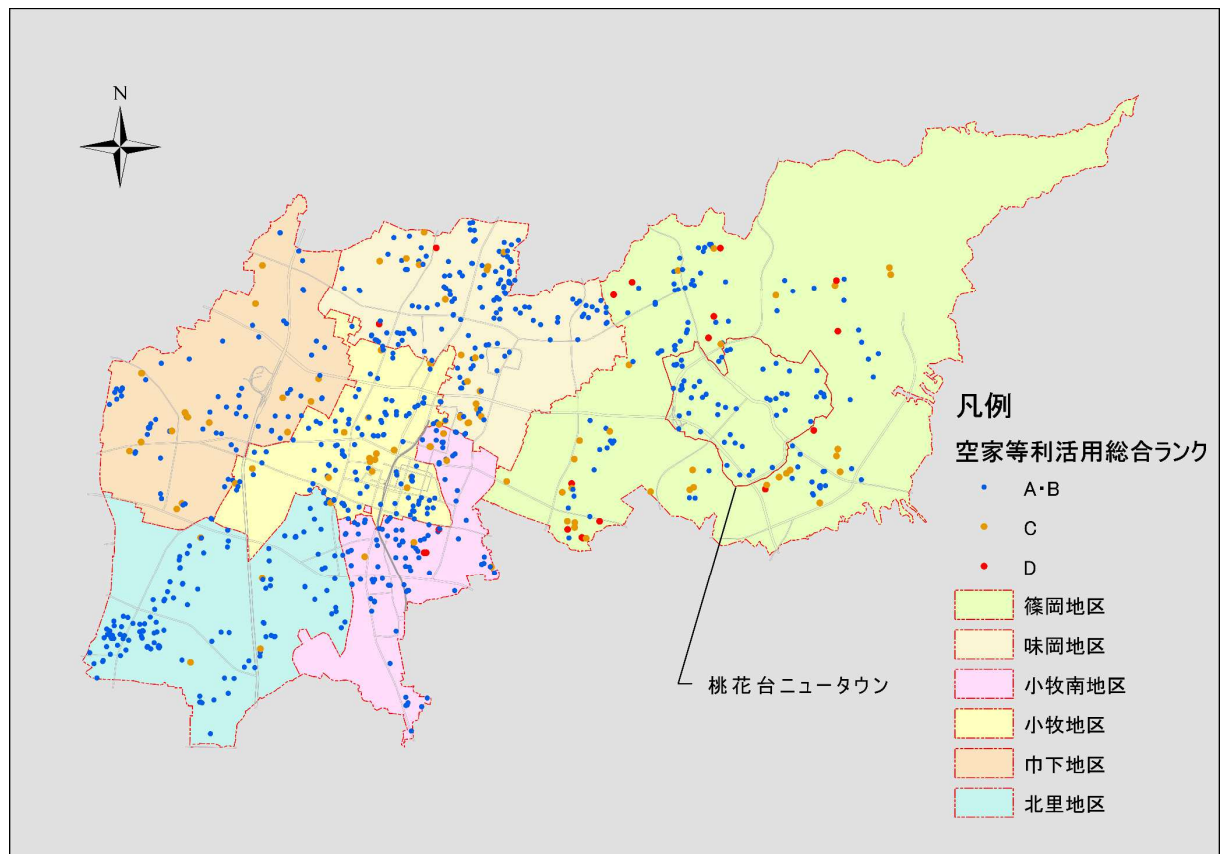 N
凡例
空家等利活用総合ランク
A・B
C
D
篠岡地区
味岡地区
小牧南地区
小牧地区
巾下地区
北里地区
桃花台ニュータウン